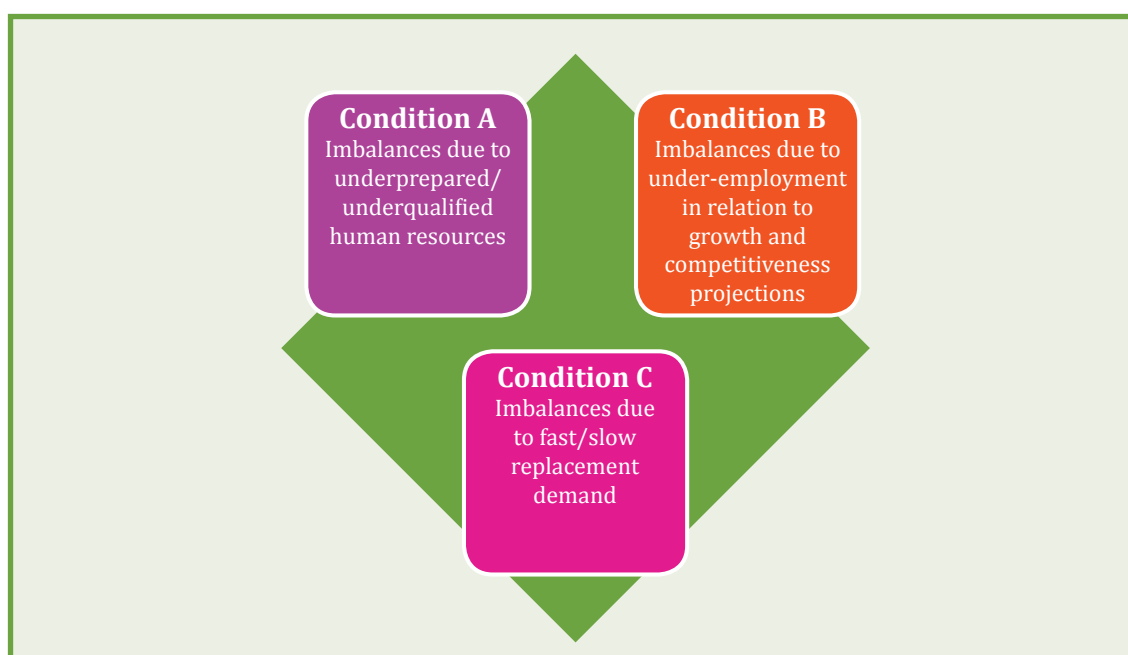 Condition A
Imbalances due to
underprepared/
underqualified
human resources
Condition B
Imbalances due to
under-employment
in relation to
growth and
competitiveness
projections
Condition C
Imbalances due
to fast/slow
replacement
demand